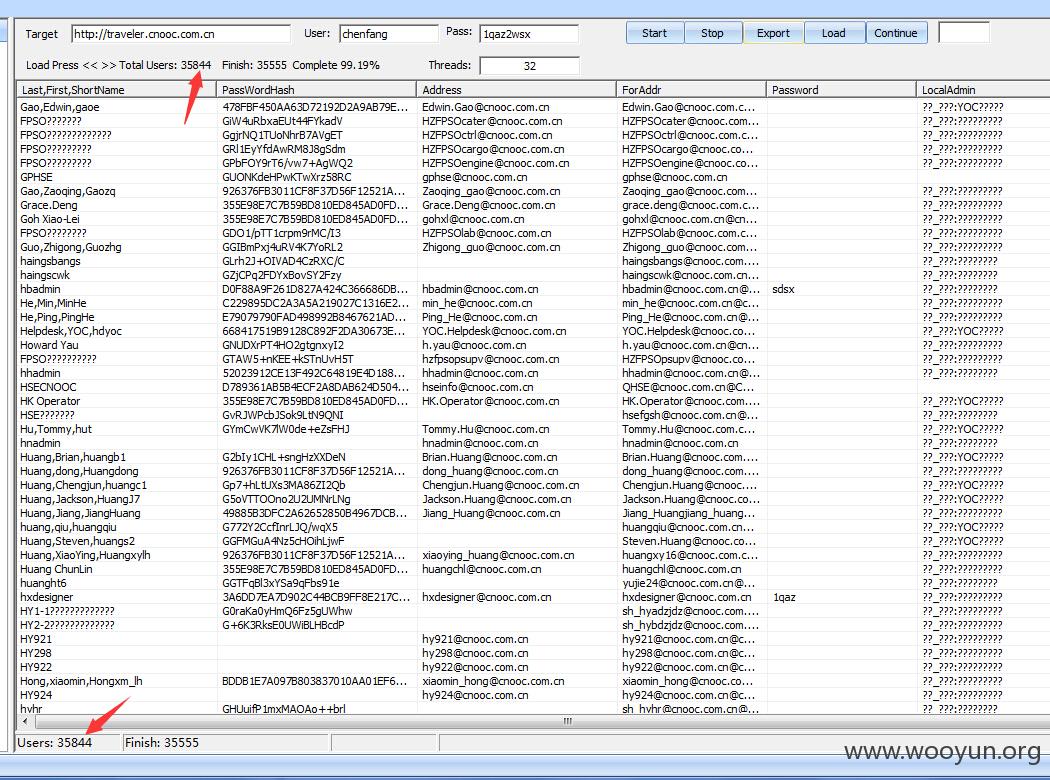 Target http://traveler.cnooc.com.cn User: chenfang Pass: 1qaz2wsx Start Stop Export Load Continue
Load Press << >> Total Users: 35844 Finish: 35555 Complete 99.19% Threads: 32
Last,First,ShortName PassWordHash Address ForAddr Password LocalAdmin
Gao,Edwin,gaoe 478FBF450AA63D72192D2A9AB79E... Edwin.Gao@cnooc.com.cn Edwin.Gao@cnooc.com.c... ??_???:YOC?????
FPSO??????? GiW4uRbxaEUt44FYkadV HZFPSOcater@cnooc.com.cn HZFPSOcater@cnooc.co... ??_???:?????????
FPSO????????????? GgjrNQ1TUoNhrB7AVgET HZFPSOctrl@cnooc.com.cn HZFPSOctrl@cnooc.com... ??_???:?????????
FPSO????????? GRl1EyYfdAwRM8J8gSdm HZFPSOcargo@cnooc.com.cn HZFPSOcargo@cnooc.co... ??_???:?????????
FPSO????????? GPbFOY9rT6/vw7+AgWQ2 HZFPSOengine@cnooc.com.cn HZFPSOengine@cnooc.c... ??_???:?????????
GPHSE GUONKdeHPwKTwXrz58RC gphse@cnooc.com.cn gphse@cnooc.com.cn
Gao,Zaoqing,Gaozq 926376FB3011CF8F37D56F12521A... Zaoqing_gao@cnooc.com.cn Zaoqing_gao@cnooc.com... ??_???:?????????
Grace.Deng 355E98E7C7B59BD810ED845AD0FD... Grace.Deng@cnooc.com.cn grace.deng@cnooc.com.c... ??_???:?????????
Goh Xiao-Lei 355E98E7C7B59BD810ED845AD0FD... gohxl@cnooc.com.cn gohxl@cnooc.com.cn@cn... ??_???:?????????
FPSO???????? GDO1/pTT1crpm9rMC/I3 HZFPSOlab@cnooc.com.cn HZFPSOlab@cnooc.com.c... ??_???:?????????
Guo,Zhigong,Guozhg GGIBmPxj4uRV4K7YoRL2 Zhigong_guo@cnooc.com.cn Zhigong_guo@cnooc.com... ??_???:?????????
haingsbangs GLrh2J+OIVAD4CzRXC/C haingsbangs@cnooc.com.... ??_???:????????
haingscwk GZjCPq2FDYxBovSY2Fzy haingscwk@cnooc.com.cn... ??_???:????????
hbadmin D0F88A9F261D827A424C366686DB... hbadmin@cnooc.com.cn hbadmin@cnooc.com.cn@... sdsx ??_???:????????
He,Min,MinHe C229895DC2A3A5A219027C1316E2... min_he@cnooc.com.cn min_he@cnooc.com.cn@c... ??_???:?????????
He,Ping,PingHe E79079790FAD498992B8467621AD... Ping_He@cnooc.com.cn Ping_He@cnooc.com.cn@... ??_???:?????????
Helpdesk,YOC,hdyoc 668417519B9128C892F2DA30673E... YOC.Helpdesk@cnooc.com.cn YOC.Helpdesk@cnooc.co... ??_???:YOC?????
Howard Yau GNUDXrPT4HO2gtgnxyI2 h.yau@cnooc.com.cn h.yau@cnooc.com.cn@cn... ??_???:?????????
FPSO?????????? GTAW5+nKEE+kSTnUvH5T hzfpsopsupv@cnooc.com.cn HZFPSOpsupv@cnooc.co... ??_???:?????????
hhadmin 52023912CE13F492C64819E4D188... hhadmin@cnooc.com.cn hhadmin@cnooc.com.cn@... ??_???:????????
HSECNOOC D789361AB5B4ECF2A8DAB624D504... hseinfo@cnooc.com.cn QHSE@cnooc.com.cn@C...
HK Operator 355E98E7C7B59BD810ED845AD0FD... HK.Operator@cnooc.com.cn HK.Operator@cnooc.com.... ??_???:YOC?????
HSE??????? GvRJWPcbJSok9LtN9QNI hsefgsh@cnooc.com.cn@... ??_???:????????
Hu,Tommy,hut GYmCwVK7lW0de+eZsFHJ Tommy.Hu@cnooc.com.cn Tommy.Hu@cnooc.com.c... ??_???:YOC?????
hnadmin hnadmin@cnooc.com.cn hnadmin@cnooc.com.cn ??_???:????????
Huang,Brian,huangb1 G2bIy1CHL+sngHzXXDeN Brian.Huang@cnooc.com.cn Brian.Huang@cnooc.com.... ??_???:YOC?????
Huang,dong,Huangdong 926376FB3011CF8F37D56F12521A... dong_huang@cnooc.com.cn dong_huang@cnooc.com.... ??_???:?????????
Huang,Chengjun,huangc1 Gp7+hLtUXs3MA86ZI2Qb Chengjun.Huang@cnooc.com.cn Chengjun.Huang@cnooc.... ??_???:YOC?????
Huang,Jackson,HuangJ7 G5oVTTOOno2U2UMNrLNg Jackson.Huang@cnooc.com.cn Jackson.Huang@cnooc.c... ??_???:YOC?????
Huang,Jiang,JiangHuang 49885B3DFC2A62652850B4967DCB... Jiang_Huang@cnooc.com.cn Jiang_Huangjiang_huang... ??_???:?????????
huang,qiu,huangqiu G772Y2CcfInrLJQ/wqX5 huangqiu@cnooc.com.cn... ??_???:YOC?????
Huang,Steven,huangs2 GGFMGuA4Nz5cHOihLjwF Steven.Huang@cnooc.co... ??_???:YOC?????
Huang,XiaoYing,Huangxylh 926376FB3011CF8F37D56F12521A... xiaoying_huang@cnooc.com.cn huangxy16@cnooc.com.c... ??_???:?????????
Huang ChunLin 355E98E7C7B59BD810ED845AD0FD... huangchl@cnooc.com.cn huangchl@cnooc.com.cn... ??_???:?????????
huanght6 GGTFqBl3xYSa9qFbs91e yujie24@cnooc.com.cn@... ??_???:????????
hxdesigner 3A6DD7EA7D902C44BCB9FF8E217C... hxdesigner@cnooc.com.cn hxdesigner@cnooc.com.cn 1qaz ??_???:?????????
HY1-1????????????? G0raKa0yHmQ6Fz5gUWhw sh_hyadzjdz@cnooc.com... ??_???:?????????
HY2-2????????????? G+6K3RksE0UWiBLHBcdP sh_hybdzjdz@cnooc.com... ??_???:?????????
HY921 hy921@cnooc.com.cn hy921@cnooc.com.cn@c... ??_???:?????????
HY298 hy298@cnooc.com.cn hy298@cnooc.com.cn@c... ??_???:?????????
HY922 hy922@cnooc.com.cn hy922@cnooc.com.cn@c... ??_???:?????????
Hong,xiaomin,Hongxm_lh BDDB1E7A097B803837010AA01EF6... xiaomin_hong@cnooc.com.cn xiaomin_hong@cnooc.co... ??_???:?????????
HY924 hy924@cnooc.com.cn hy924@cnooc.com.cn@c... ??_???:?????????
hyhr GHUuifP1mxMAOAo++brl sh_hyhr@cnooc.com.cn@... ??_???:?????????
Users: 35844 Finish: 35555
www.wooyun.org